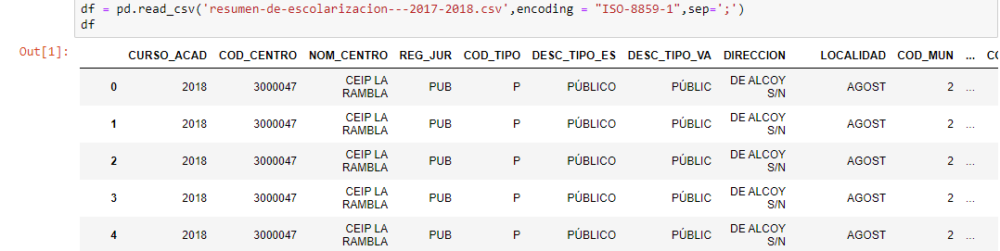 df = pd.read_csv('resumen-de-escolarizacion---2017-2018.csv',encoding = "ISO-8859-1",sep=';')
df
Out[1]:
CURSO_ACAD COD_CENTRO NOM_CENTRO REG_JUR COD_TIPO DESC_TIPO_ES DESC_TIPO_VA DIRECCION LOCALIDAD COD_MUN ...
0 2018 3000047 CEIP LA RAMBLA PUB P PÚBLICO PÚBLIC DE ALCOY S/N AGOST 2 ...
1 2018 3000047 CEIP LA RAMBLA PUB P PÚBLICO PÚBLIC DE ALCOY S/N AGOST 2 ...
2 2018 3000047 CEIP LA RAMBLA PUB P PÚBLICO PÚBLIC DE ALCOY S/N AGOST 2 ...
3 2018 3000047 CEIP LA RAMBLA PUB P PÚBLICO PÚBLIC DE ALCOY S/N AGOST 2 ...
4 2018 3000047 CEIP LA RAMBLA PUB P PÚBLICO PÚBLIC DE ALCOY S/N AGOST 2 ...